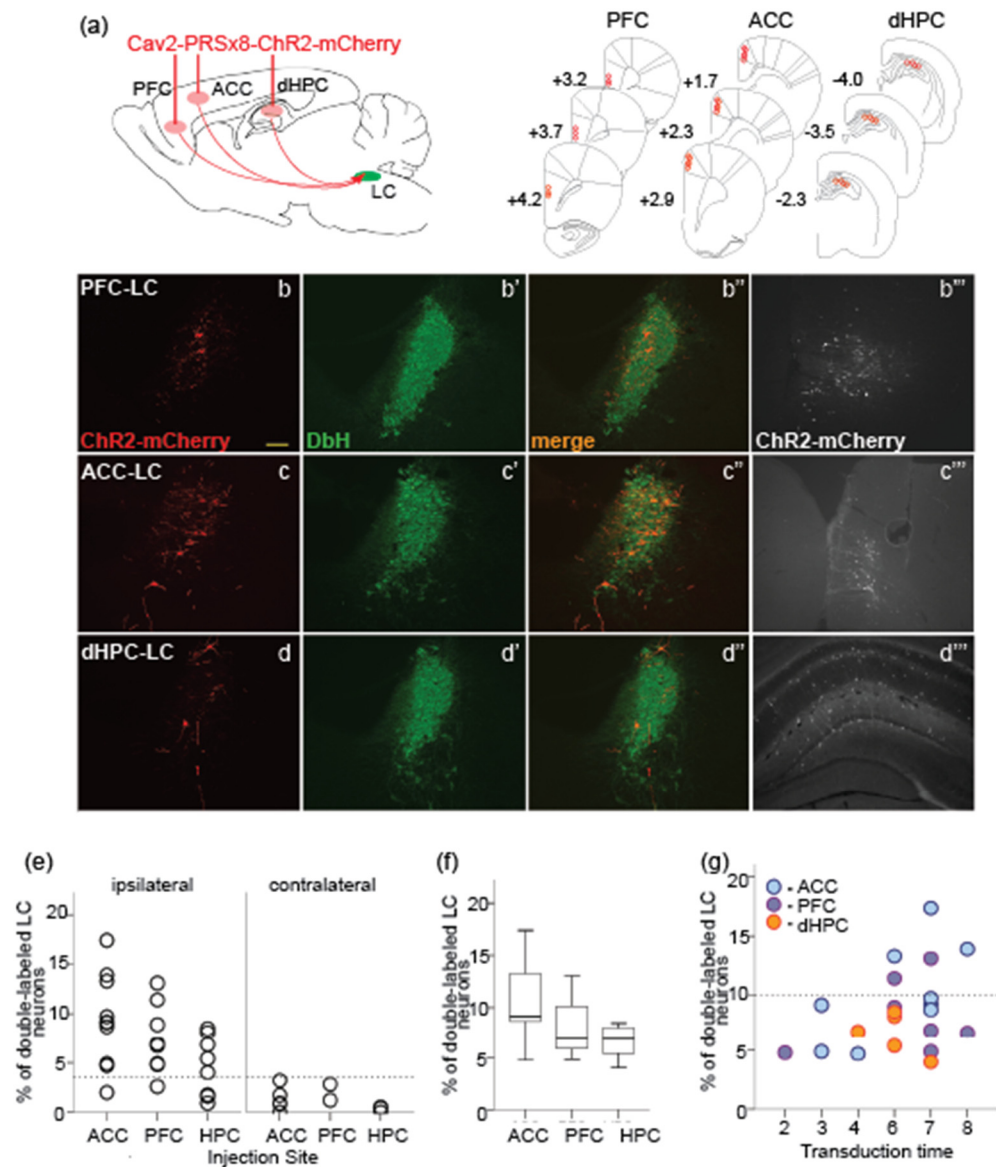 (a)
Cav2-PRSx8-ChR2-mCherry
PFC ACC dHPC
LC
PFC ACC dHPC
+3.2 +1.7 -4.0
+3.7 +2.3 -3.5
+4.2 +2.9 -2.3
PFC-LC b b' b'' b'''
ChR2-mCherry DbH merge ChR2-mCherry
ACC-LC c c' c'' c'''
dHPC-LC d d' d'' d'''
(e)
ipsilateral contralateral
% of double-labeled LC
neurons
20
15
10
5
0
ACC PFC HPC ACC PFC HPC
Injection Site
(f)
% of double-labeled LC
neurons
20
15
10
5
0
ACC PFC HPC
(g)
% of double-labeled LC
neurons
20
15
10
5
0
- ACC
- PFC
- dHPC
2 3 4 6 7 8
Transduction time